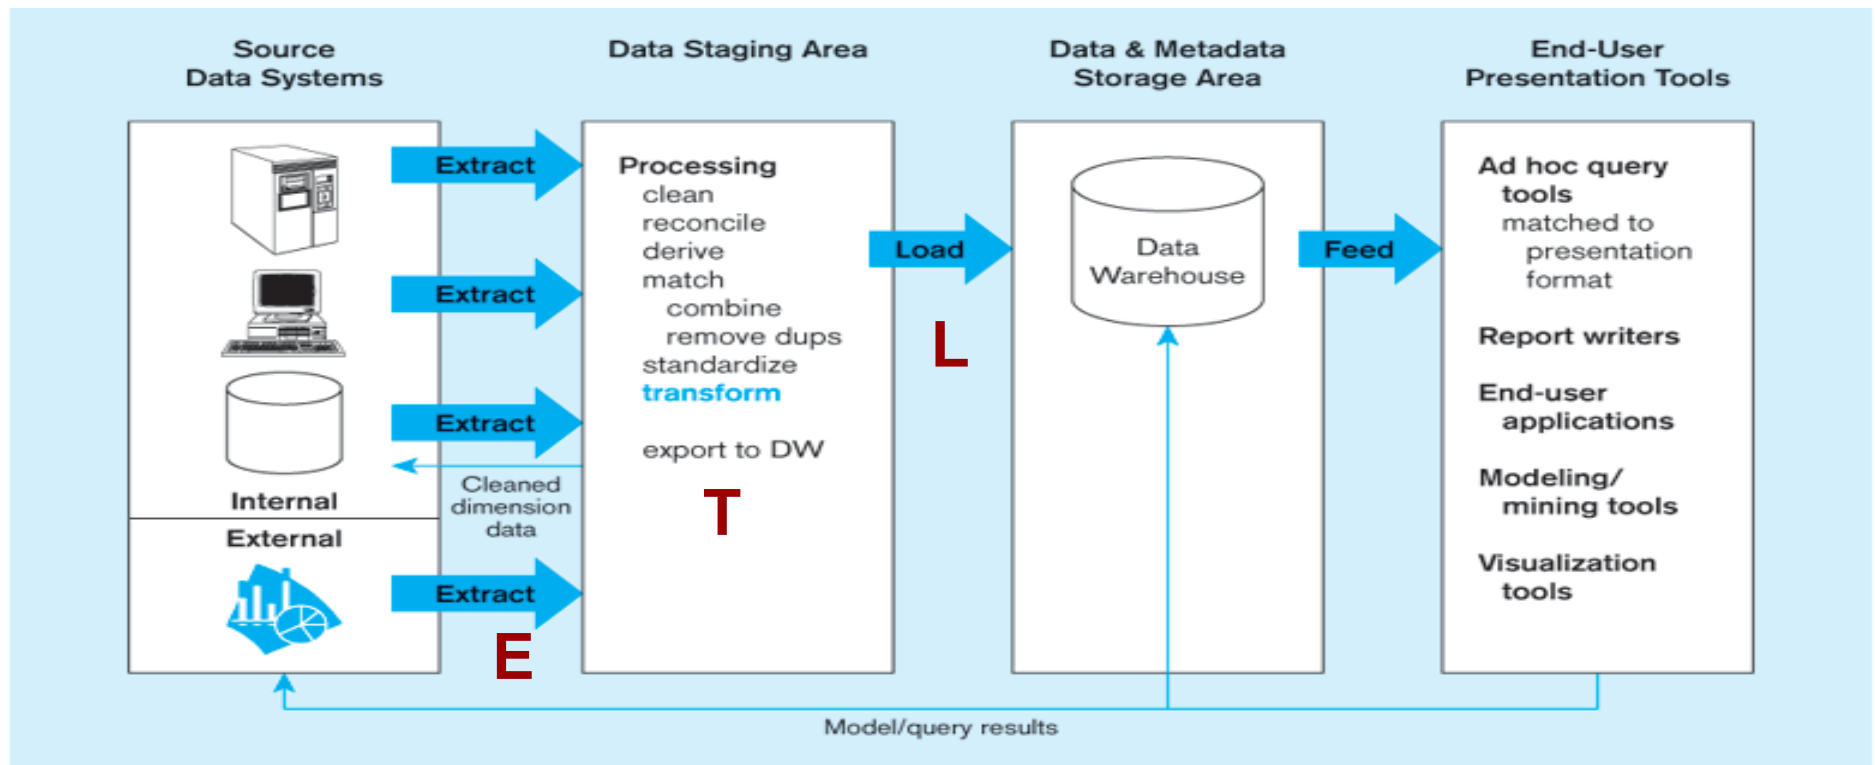 Source
Data Systems
Data Staging Area
Data & Metadata
Storage Area
End-User
Presentation Tools
Extract
Extract
Extract
Internal
External
Extract
E
Cleaned
dimension
data
Processing
clean
reconcile
derive
match
combine
remove dups
standardize
transform
export to DW
T
Load
L
Data
Warehouse
Feed
Ad hoc query
tools
matched to
presentation
format
Report writers
End-user
applications
Modeling/
mining tools
Visualization
tools
Model/query results